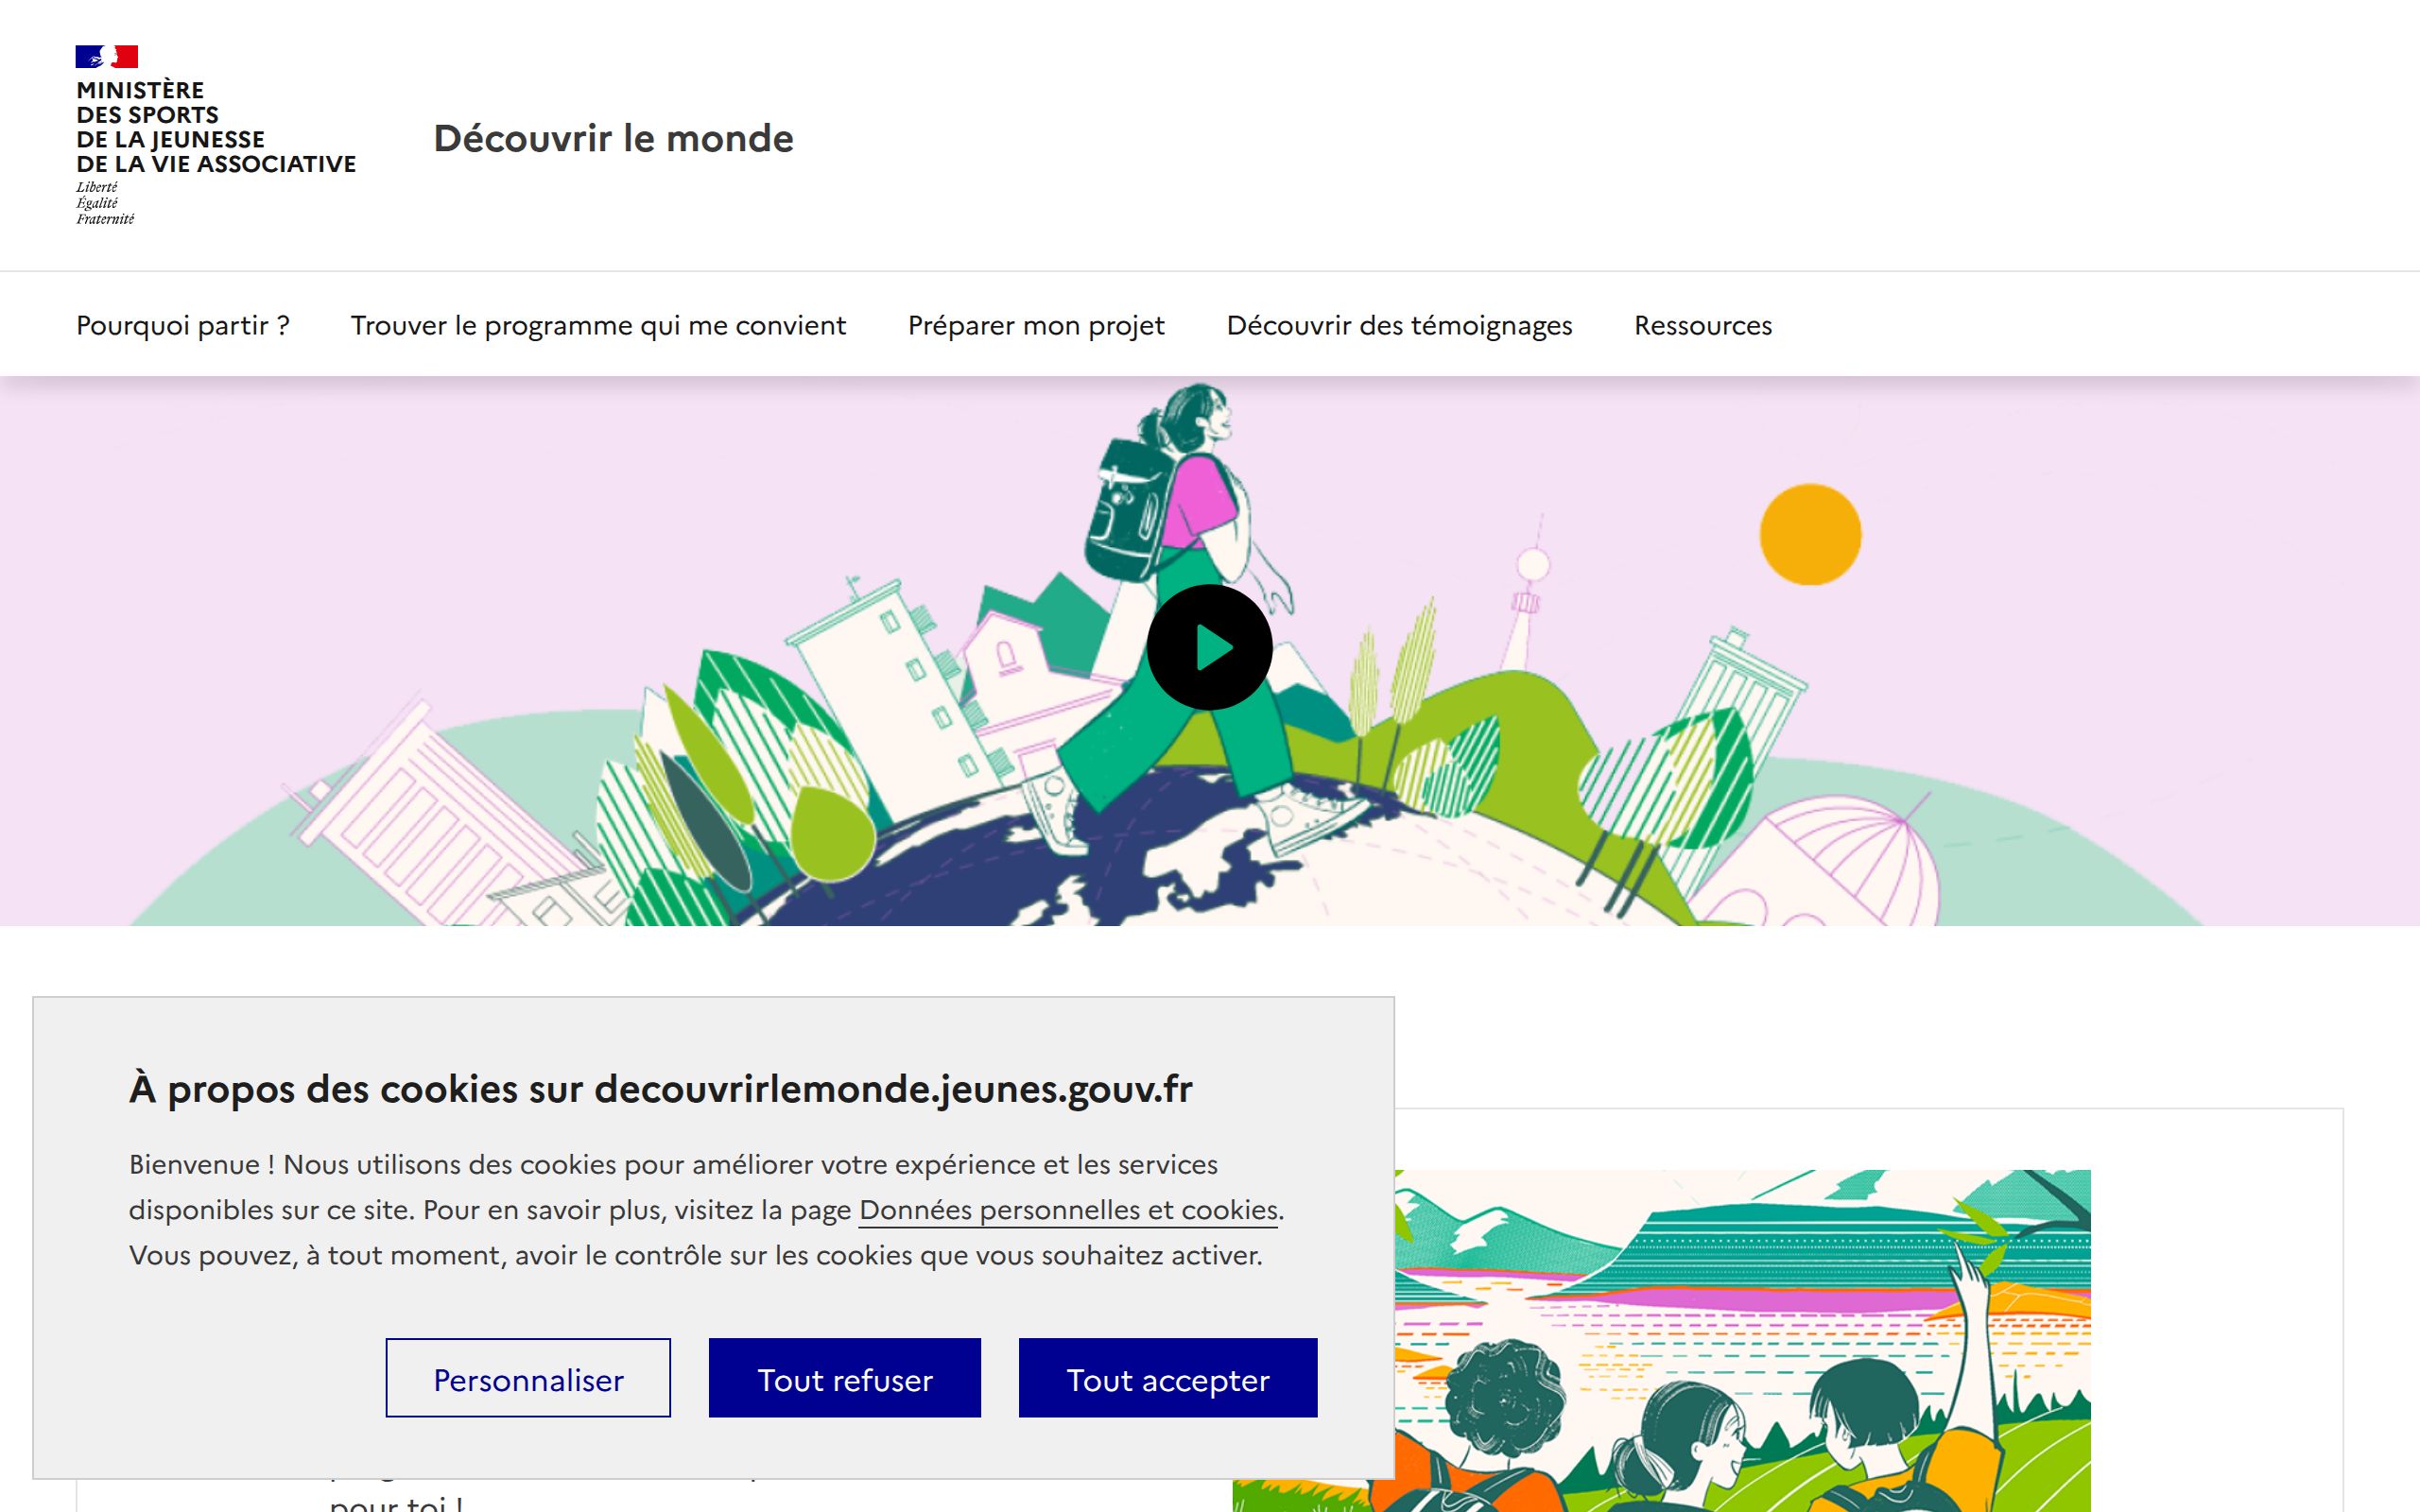 MINISTÈRE
DES SPORTS
DE LA JEUNESSE
DE LA VIE ASSOCIATIVE
Liberté
Égalité
Fraternité
Découvrir le monde
Pourquoi partir ? Trouver le programme qui me convient Préparer mon projet Découvrir des témoignages Ressources
À propos des cookies sur decouvrirlemonde.jeunes.gouv.fr
Bienvenue ! Nous utilisons des cookies pour améliorer votre expérience et les services
disponibles sur ce site. Pour en savoir plus, visitez la page Données personnelles et cookies.
Vous pouvez, à tout moment, avoir le contrôle sur les cookies que vous souhaitez activer.
Personnaliser Tout refuser Tout accepter
pour toi !